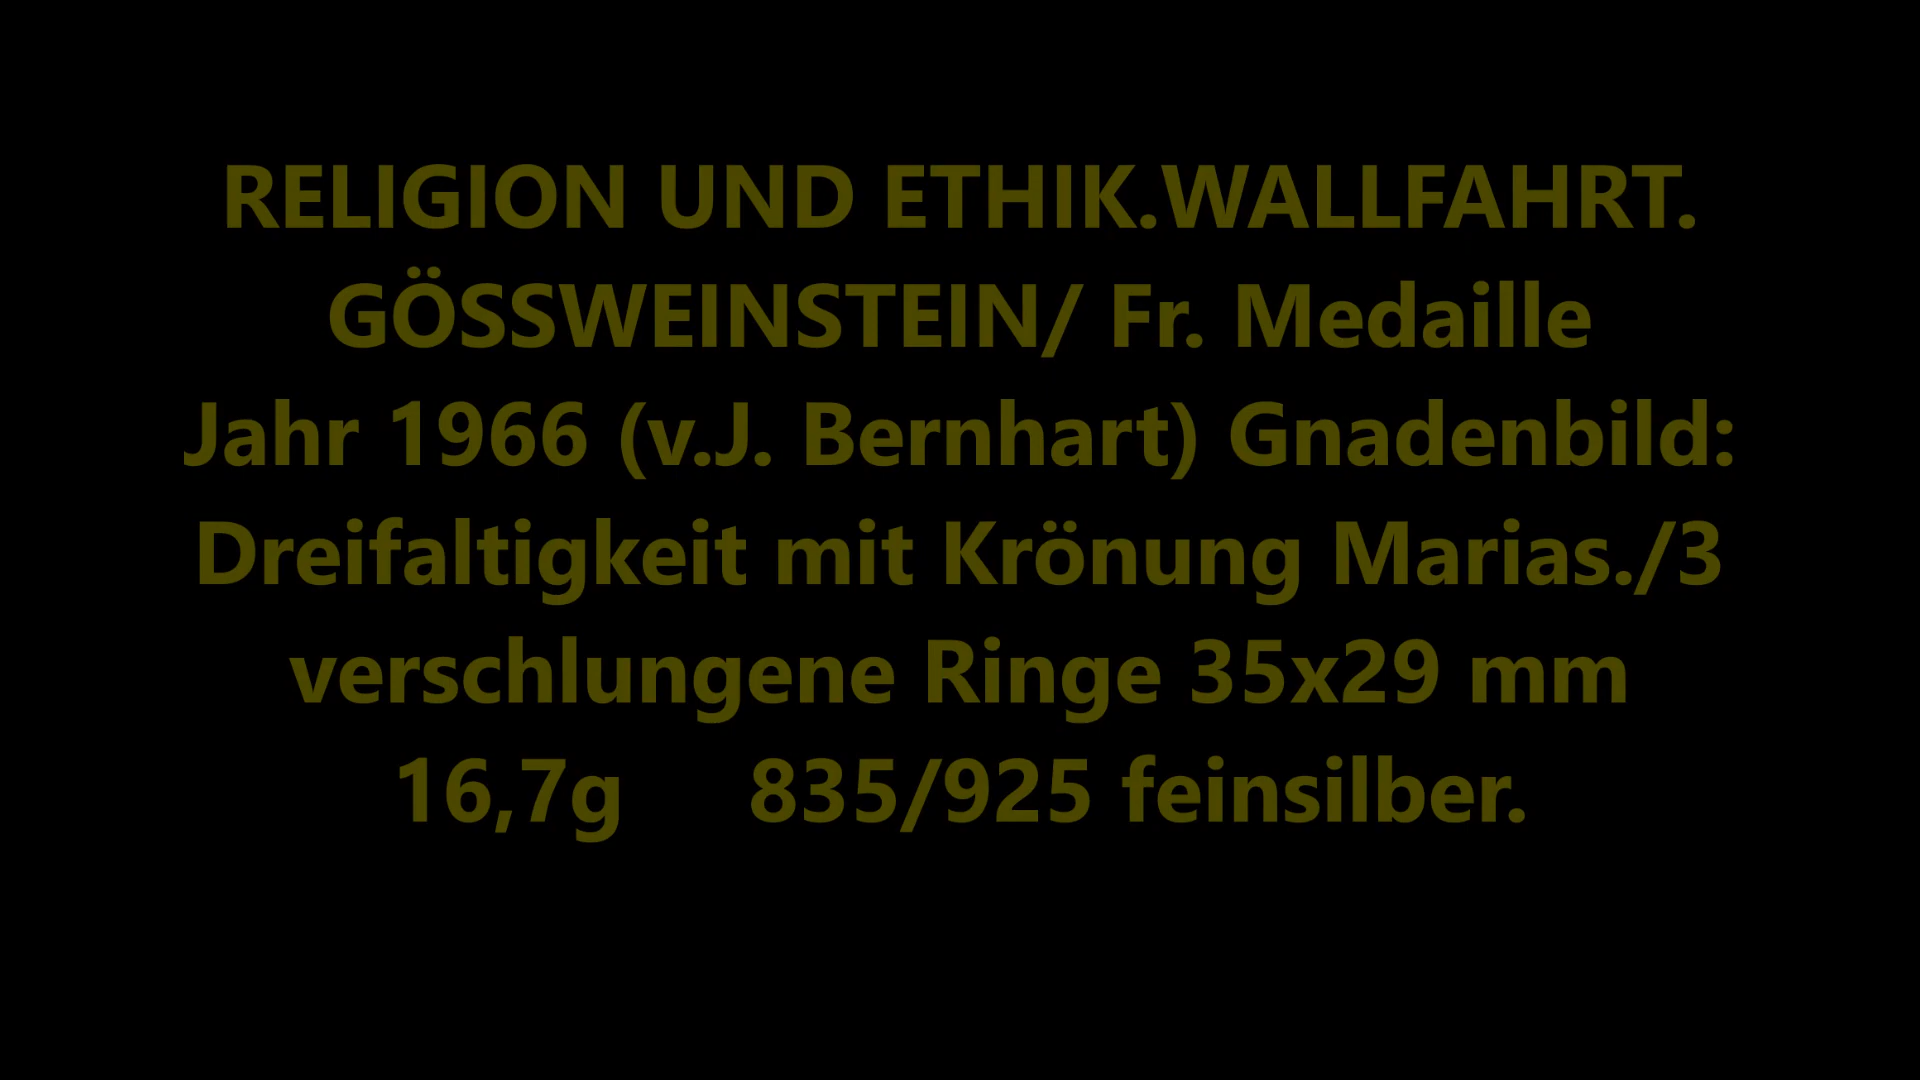 RELIGION UND ETHIK.WALLFAHRT.
GÖSSWEINSTEIN/ Fr. Medaille
Jahr 1966 (v.J. Bernhart) Gnadenbild:
Dreifaltigkeit mit Krönung Marias./3
verschlungene Ringe 35x29 mm
16,7g 835/925 feinsilber.